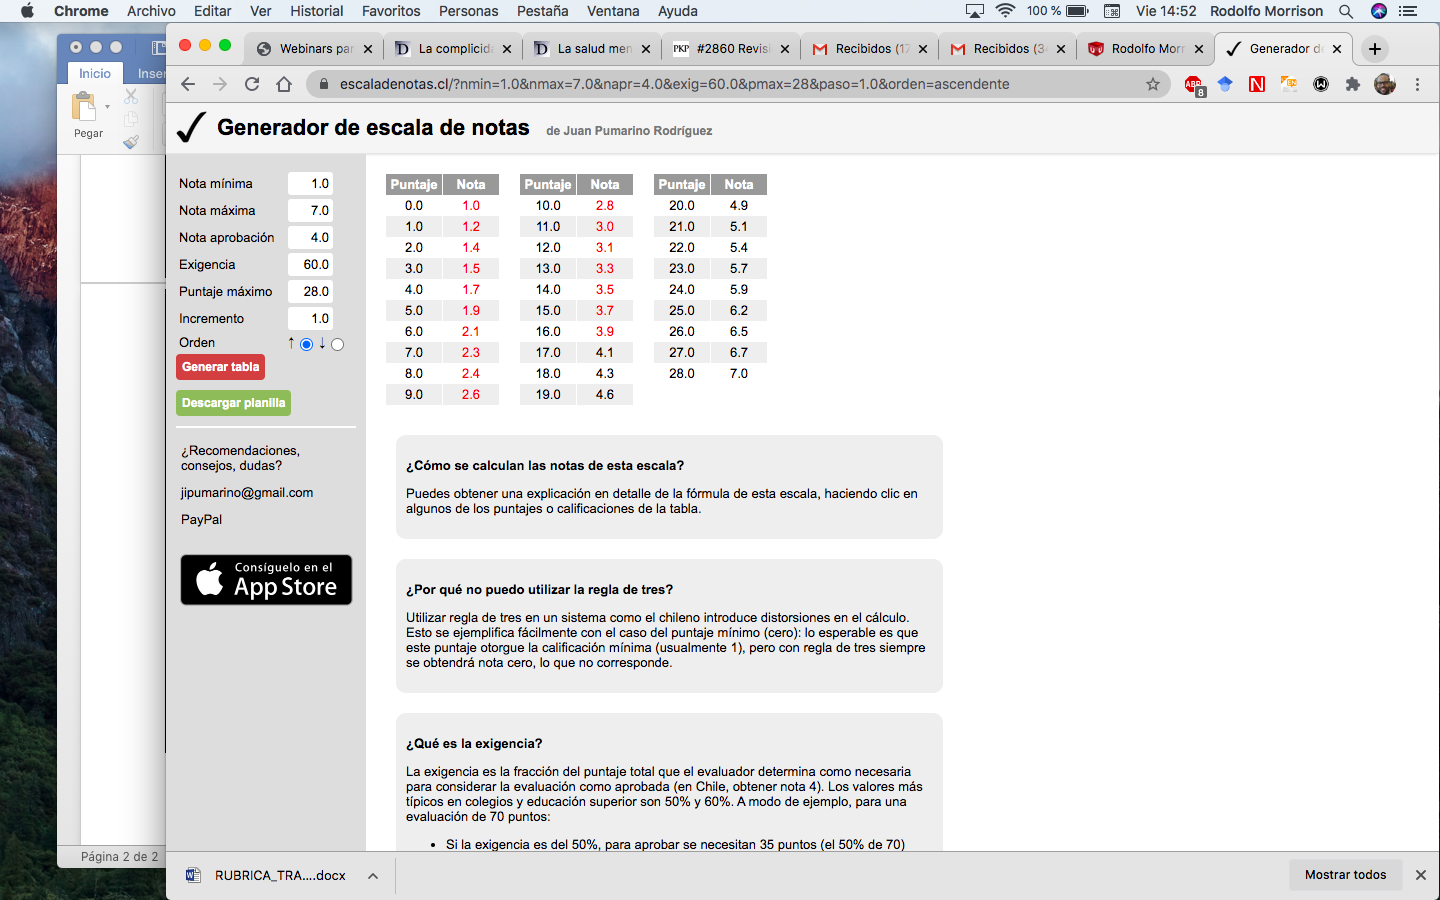 Chrome Archivo Editar Ver Historial Favoritos Personas Pestaña Ventana Ayuda 100 % Vie 14:52 Rodolfo Morrison
Inicio Inser
Pegar
Página 2 de 2
Webinars par La complicida La salud men PKP #2860 Revisi Recibidos (17 Recibidos (3 Rodolfo Morr Generador de
escaladenotas.cl/?nmin=1.0&nmax=7.0&napr=4.0&exig=60.0&pmax=28&paso=1.0&orden=ascendente
ABP 8 N EN W
Generador de escala de notas de Juan Pumarino Rodríguez
Nota mínima 1.0
Nota máxima 7.0
Nota aprobación 4.0
Exigencia 60.0
Puntaje máximo 28.0
Incremento 1.0
Orden ↑ ↓
Generar tabla
Descargar planilla
¿Recomendaciones,
consejos, dudas?
jipumarino@gmail.com
PayPal
Consíguelo en el
App Store
Puntaje Nota Puntaje Nota Puntaje Nota
0.0 1.0 10.0 2.8 20.0 4.9
1.0 1.2 11.0 3.0 21.0 5.1
2.0 1.4 12.0 3.1 22.0 5.4
3.0 1.5 13.0 3.3 23.0 5.7
4.0 1.7 14.0 3.5 24.0 5.9
5.0 1.9 15.0 3.7 25.0 6.2
6.0 2.1 16.0 3.9 26.0 6.5
7.0 2.3 17.0 4.1 27.0 6.7
8.0 2.4 18.0 4.3 28.0 7.0
9.0 2.6 19.0 4.6
¿Cómo se calculan las notas de esta escala?
Puedes obtener una explicación en detalle de la fórmula de esta escala, haciendo clic en
algunos de los puntajes o calificaciones de la tabla.
¿Por qué no puedo utilizar la regla de tres?
Utilizar regla de tres en un sistema como el chileno introduce distorsiones en el cálculo.
Esto se ejemplifica fácilmente con el caso del puntaje mínimo (cero): lo esperable es que
este puntaje otorgue la calificación mínima (usualmente 1), pero con regla de tres siempre
se obtendrá nota cero, lo que no corresponde.
¿Qué es la exigencia?
La exigencia es la fracción del puntaje total que el evaluador determina como necesaria
para considerar la evaluación como aprobada (en Chile, obtener nota 4). Los valores más
típicos en colegios y educación superior son 50% y 60%. A modo de ejemplo, para una
evaluación de 70 puntos:
• Si la exigencia es del 50%, para aprobar se necesitan 35 puntos (el 50% de 70)
RUBRICA_TRA....docx
Mostrar todos